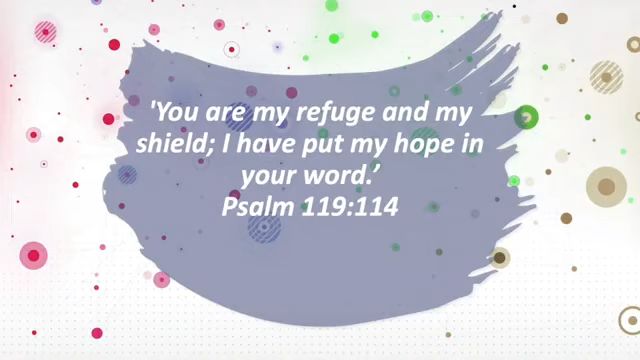 'You are my refuge and my
shield; I have put my hope in
your word.’
Psalm 119:114